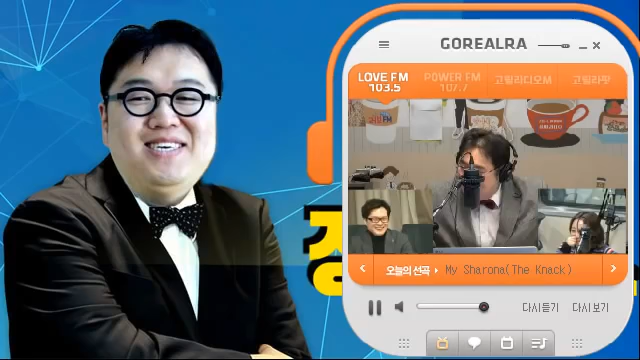 GOREALRA
LOVE FM
103.5
POWER FM
107.7
고릴라디오M
고릴라팟
오늘의 선곡
My Sharona(The Knack)
다시듣기
다시 보기